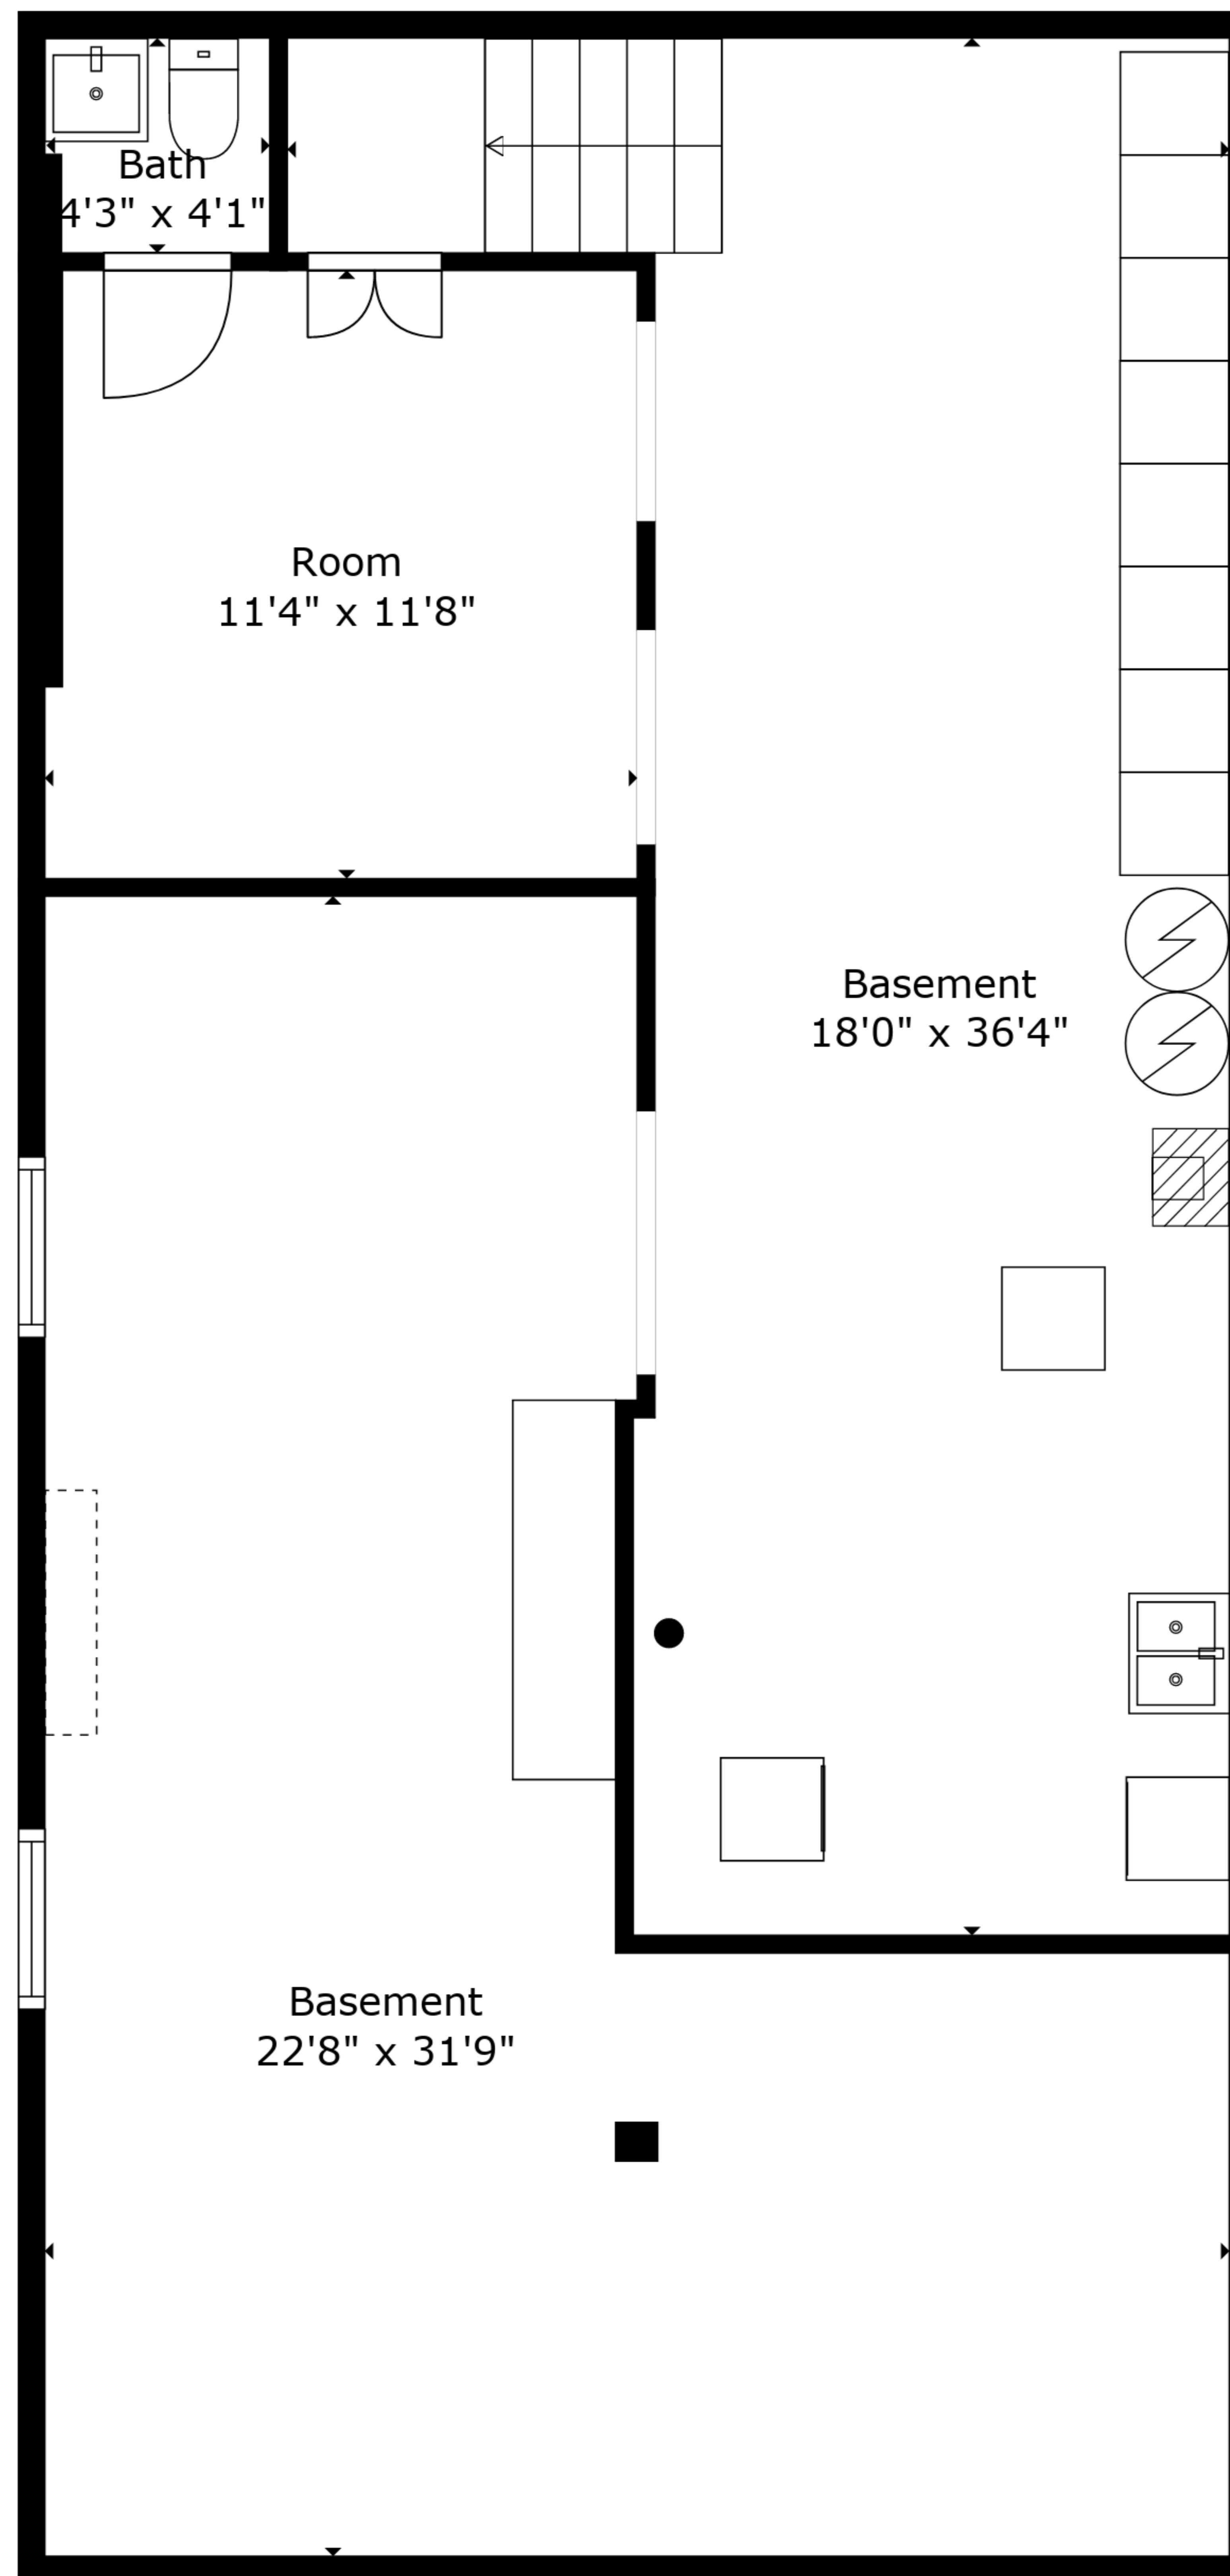 Bath
4'3" x 4'1"
Room
11'4" x 11'8"
Basement
18'0" x 36'4"
Basement
22'8" x 31'9"